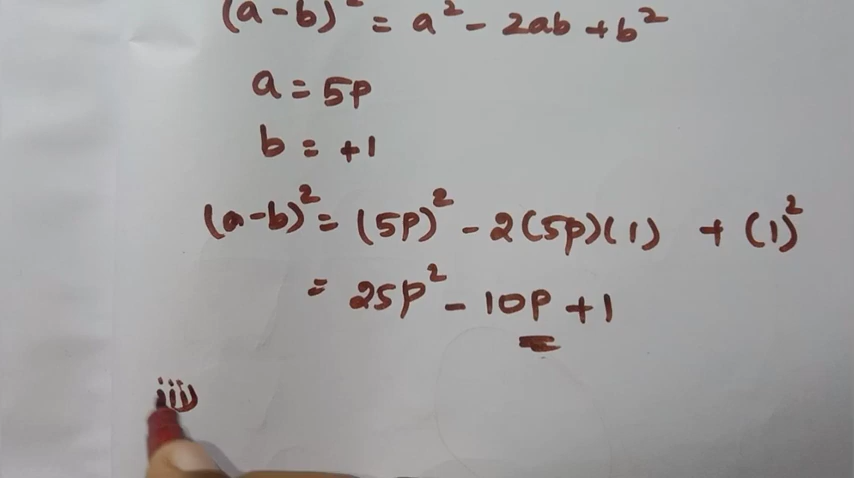 (a-b)² = a² - 2ab + b²
a = 5p
b = +1
(a-b)² = (5p)² - 2(5p)(1) + (1)²
= 25p² - 10p + 1
iii)